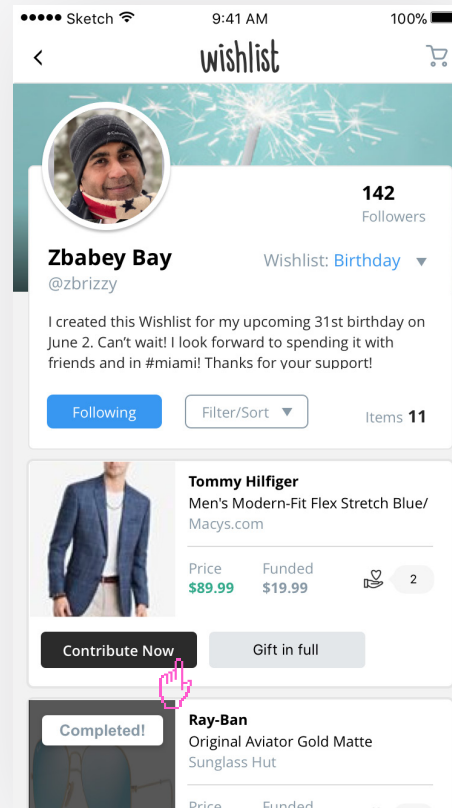 Sketch 9:41 AM 100%
wishlist
142
Followers
Zbabey Bay
Wishlist: Birthday
@zbrizzy
I created this Wishlist for my upcoming 31st birthday on
June 2. Can't wait! I look forward to spending it with
friends and in #miami! Thanks for your support!
Following
Filter/Sort
Items 11
Tommy Hilfiger
Men's Modern-Fit Flex Stretch Blue/
Macys.com
Price Funded
$89.99 $19.99 2
Contribute Now
Gift in full
Completed!
Ray-Ban
Original Aviator Gold Matte
Sunglass Hut
Price Funded